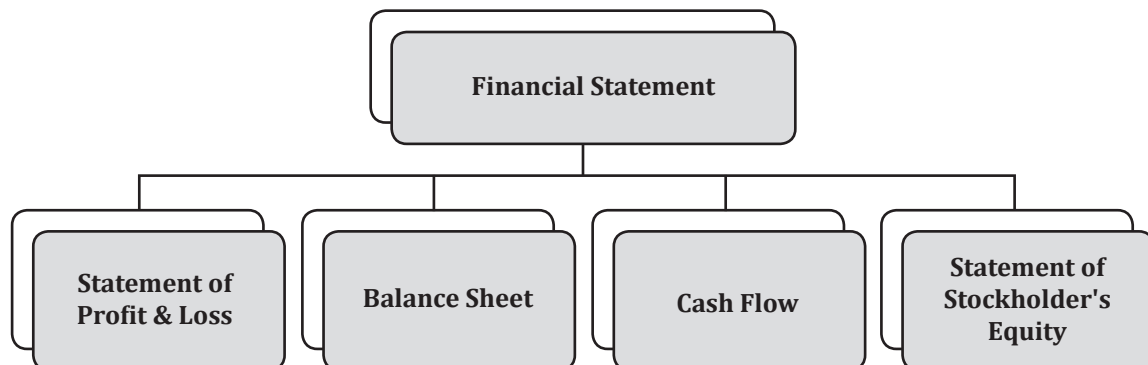 Financial Statement
Statement of
Profit & Loss
Balance Sheet
Cash Flow
Statement of
Stockholder's
Equity